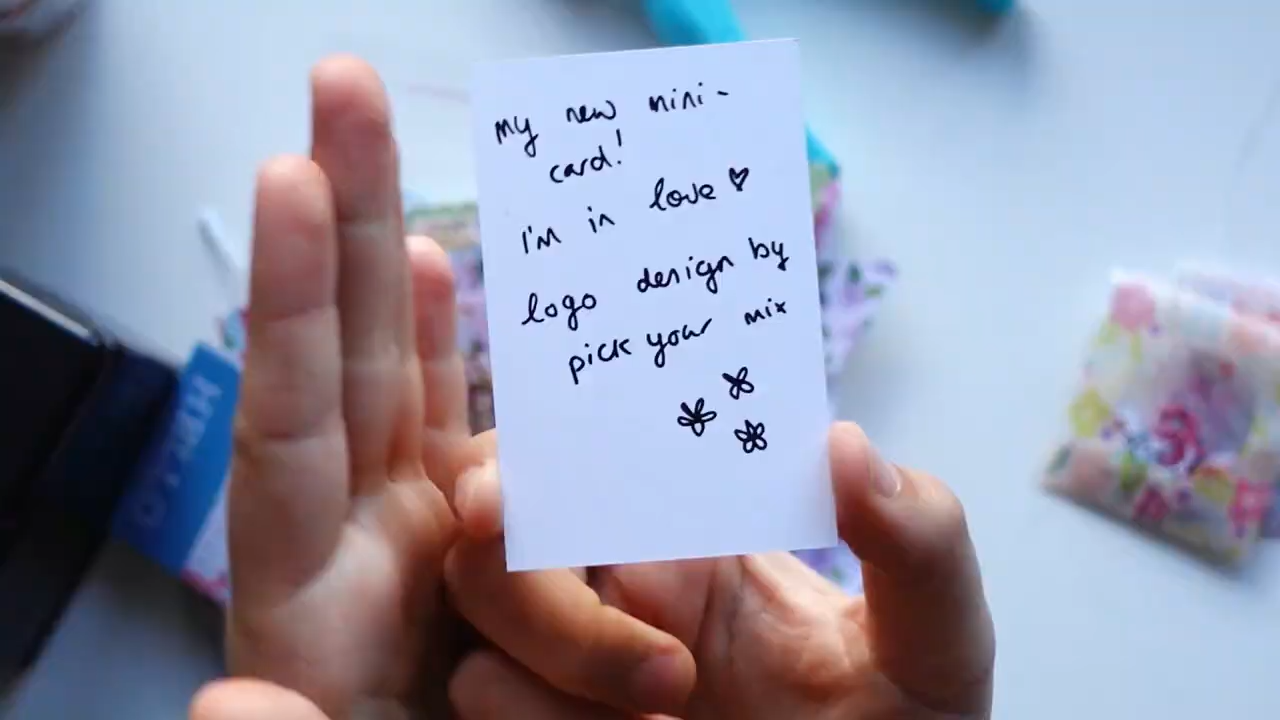 my new mini-
card!
I'm in love ♡
logo design by
pick your mix